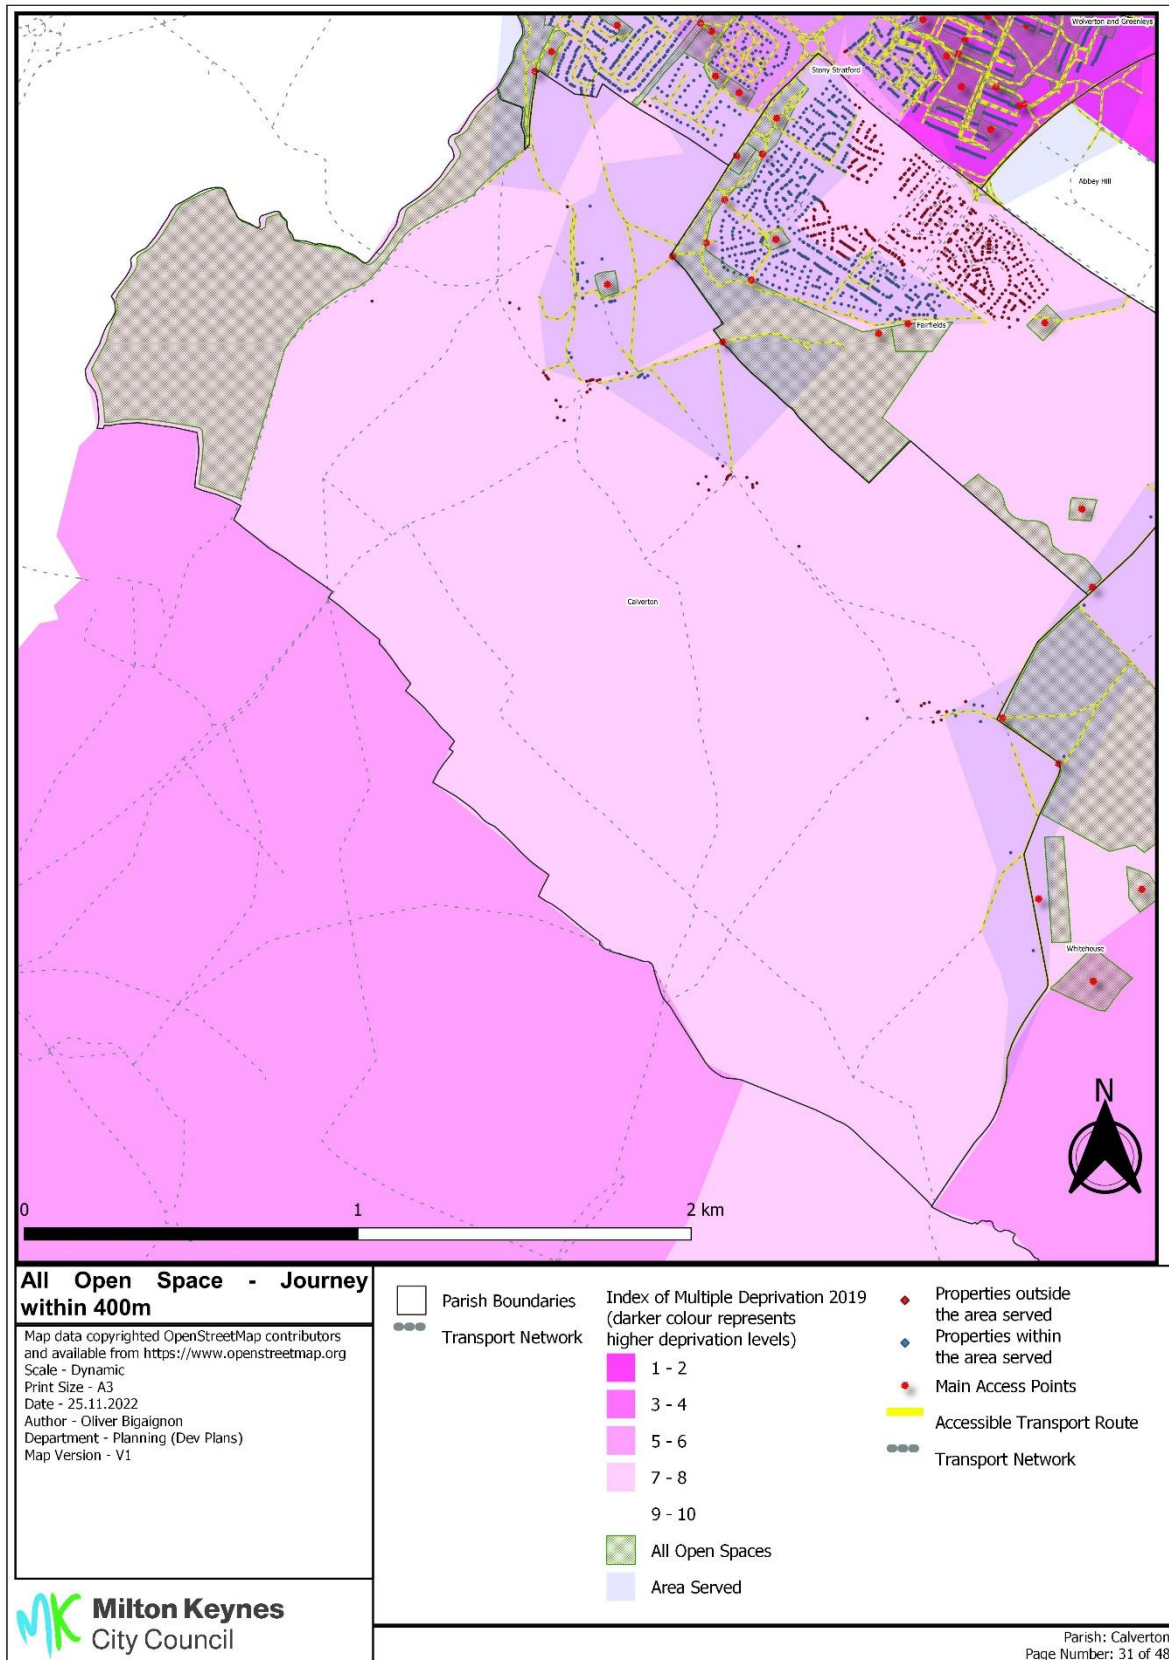 Wolverton and Greenleys
Stony Stratford
Abbey Hill
Fairfields
Calverton
Whitehouse
N
0 1 2 km
All Open Space - Journey
within 400m
Map data copyrighted OpenStreetMap contributors
and available from https://www.openstreetmap.org
Scale - Dynamic
Print Size - A3
Date - 25.11.2022
Author - Oliver Bigaignon
Department - Planning (Dev Plans)
Map Version - V1
MK Milton Keynes
City Council
Parish Boundaries
Transport Network
Index of Multiple Deprivation 2019
(darker colour represents
higher deprivation levels)
1 - 2
3 - 4
5 - 6
7 - 8
9 - 10
All Open Spaces
Area Served
Properties outside
the area served
Properties within
the area served
Main Access Points
Accessible Transport Route
Transport Network
Parish: Calverton
Page Number: 31 of 48